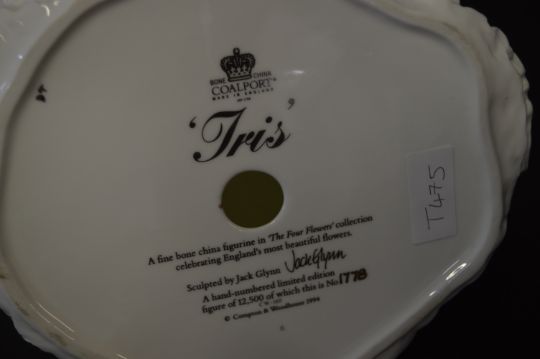 BONE CHINA
COALPORT
MADE IN ENGLAND
'Iris'
A fine bone china figurine in 'The Four Flowers' collection
celebrating England's most beautiful flowers.
Sculpted by Jack Glynn Jack Glynn
A hand-numbered limited edition
figure of 12,500 of which this is No 1778
© Compton & Woodhouse 1994
T475